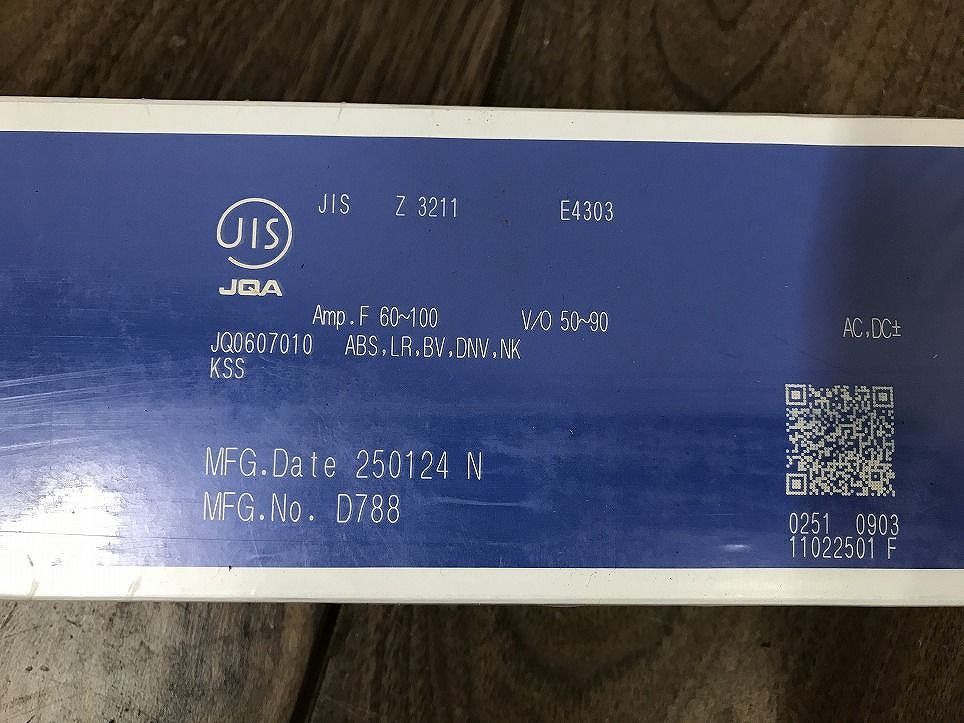 JIS Z 3211 E4303
JIS
JQA
Amp.F 60~100 V/O 50~90 AC,DC±
JQ0607010 ABS,LR,BV,DNV,NK
KSS
MFG.Date 250124 N
MFG.No. D788
0251 0903
11022501 F